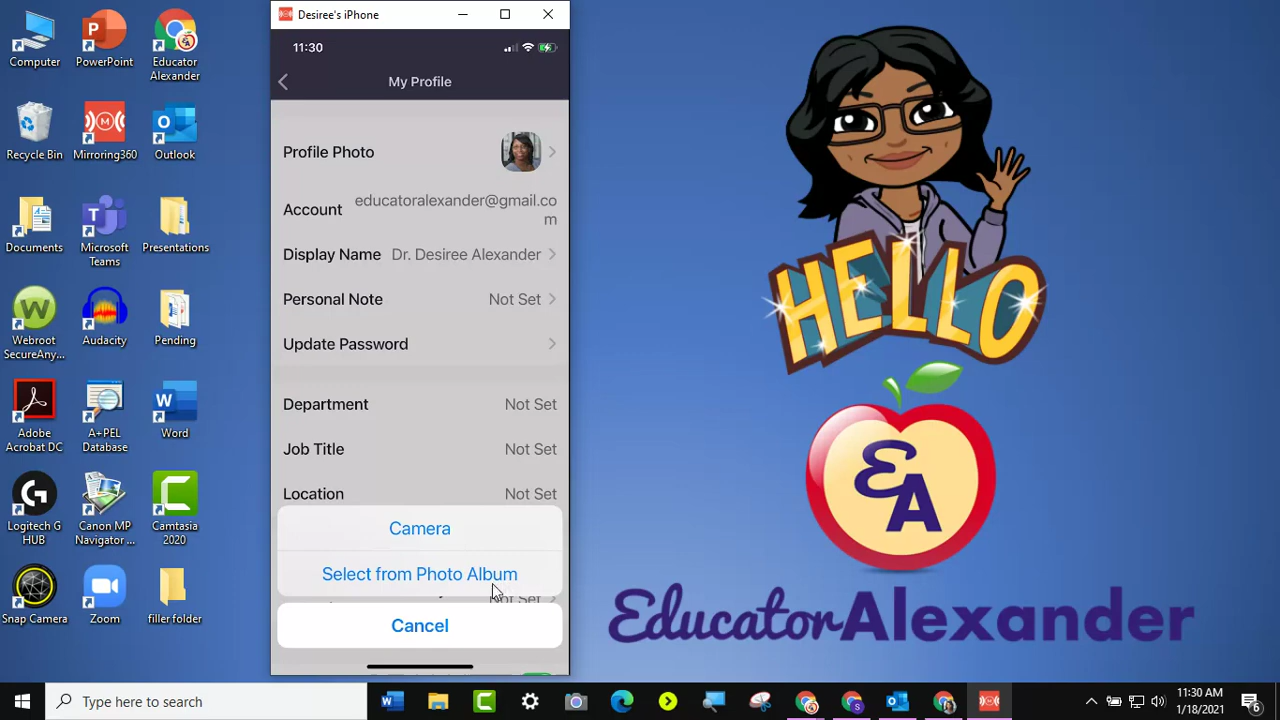 Computer
PowerPoint
Educator
Alexander
Recycle Bin
Mirroring360
Outlook
Documents
Microsoft
Teams
Presentations
Webroot
SecureAny...
Audacity
Pending
Adobe
Acrobat DC
A+PEL
Database
Word
Logitech G
HUB
Canon MP
Navigator ...
Camtasia
2020
Snap Camera
Zoom
filler folder
Desiree's iPhone
11:30
My Profile
Profile Photo
Account educatoralexander@gmail.co
m
Display Name Dr. Desiree Alexander
Personal Note Not Set
Update Password
Department Not Set
Job Title Not Set
Location Not Set
Camera
Select from Photo Album
Not Set
Cancel
HELLO
EA
EducatorAlexander
Type here to search
11:30 AM
1/18/2021
6